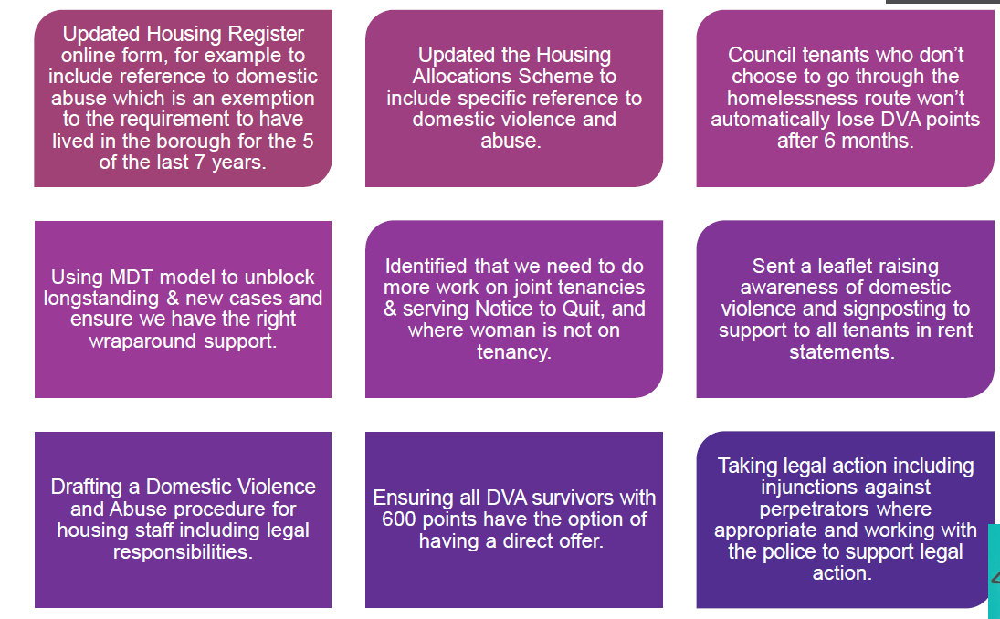 Updated Housing Register
online form, for example to
include reference to domestic
abuse which is an exemption
to the requirement to have
lived in the borough for the 5
of the last 7 years.
Updated the Housing
Allocations Scheme to
include specific reference to
domestic violence and
abuse.
Council tenants who don’t
choose to go through the
homelessness route won’t
automatically lose DVA points
after 6 months.
Using MDT model to unblock
longstanding & new cases and
ensure we have the right
wraparound support.
Identified that we need to do
more work on joint tenancies
& serving Notice to Quit, and
where woman is not on
tenancy.
Sent a leaflet raising
awareness of domestic
violence and signposting to
support to all tenants in rent
statements.
Drafting a Domestic Violence
and Abuse procedure for
housing staff including legal
responsibilities.
Ensuring all DVA survivors with
600 points have the option of
having a direct offer.
Taking legal action including
injunctions against
perpetrators where
appropriate and working with
the police to support legal
action.